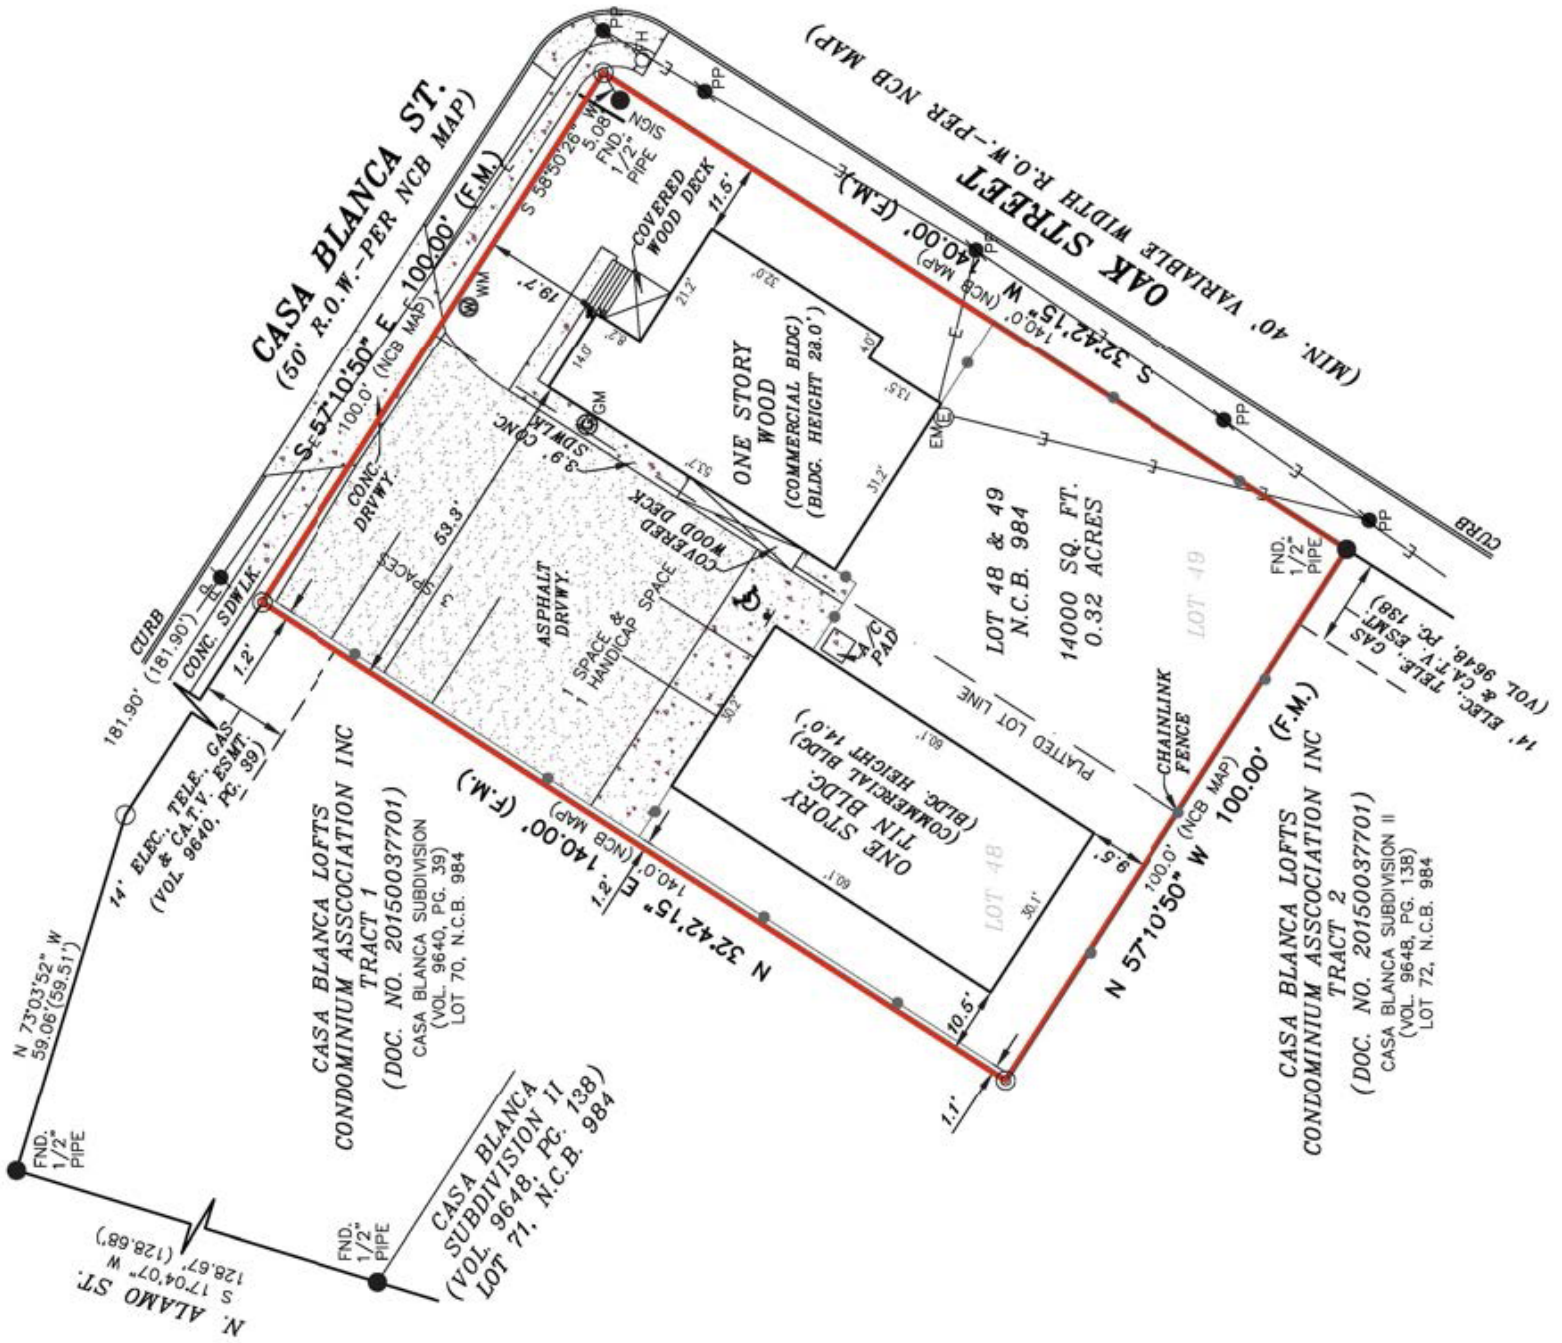 CASA BLANCA ST.
(50' R.O.W.-PER NCB MAP)
S 57°10'50" E 100.00' (F.M.)
100.0' (NCB MAP)
PP
PP
SIGN
S 58°50'26" W
5.08'
FND.
1/2"
PIPE
OAK
STREET
(MIN. 40' VARIABLE WIDTH R.O.W.-PER NCB MAP)
S 32°42'15" W 140.00' (F.M.)
140.0' (NCB MAP)
PP
PP
PP
CURB
COVERED
WOOD DECK
11.5'
19.7'
WM
W
21.2'
32.0'
8.2'
14.0'
4.0'
13.5'
31.2'
53.7'
ONE STORY
WOOD
(COMMERCIAL BLDG)
(BLDG. HEIGHT 28.0')
G
GM
3.9' CONC.
SDWLK
COVERED
WOOD DECK
EM
E
CONC.
DRVWY.
53.3'
3 SPACES
ASPHALT
DRVWY.
1 SPACE &
HANDICAP SPACE
CURB
CONC. SDWLK
181.90' (181.90')
1.2'
14' ELEC., TELE., GAS
& CA.T.V. ESMT.
(VOL. 9640, PG. 39)
LOT 48 & 49
N.C.B. 984
14000 SQ. FT.
0.32 ACRES
LOT 49
A/C
PAD
PLATTED LOT LINE
ONE STORY
TIN BLDG.
(COMMERCIAL BLDG)
(BLDG. HEIGHT 14.0')
30.2'
60.1'
60.1'
30.1'
LOT 48
CHAINLINK
FENCE
FND.
1/2"
PIPE
14' ELEC., TELE., GAS
& CA.T.V. ESMT.
(VOL 9648, PG. 138)
9.5'
10.5'
1.1'
1.2'
N 32°42'15" E 140.00' (F.M.)
140.0' (NCB MAP)
N 57°10'50" W 100.00' (F.M.)
100.0' (NCB MAP)
CASA BLANCA LOFTS
CONDOMINIUM ASSCOCIATION INC
TRACT 1
(DOC. NO. 20150037701)
CASA BLANCA SUBDIVISION
(VOL. 9640, PG. 39)
LOT 70, N.C.B. 984
CASA BLANCA LOFTS
CONDOMINIUM ASSCOCIATION INC
TRACT 2
(DOC. NO. 20150037701)
CASA BLANCA SUBDIVISION II
(VOL. 9648, PG. 138)
LOT 72, N.C.B. 984
N 73°03'52" W
59.06'(59.51')
FND.
1/2"
PIPE
FND.
1/2"
PIPE
N. ALAMO ST.
S 17°04'07" W
128.67' (128.68')
CASA BLANCA
SUBDIVISION II
(VOL. 9648, PG. 138)
LOT 71, N.C.B. 984